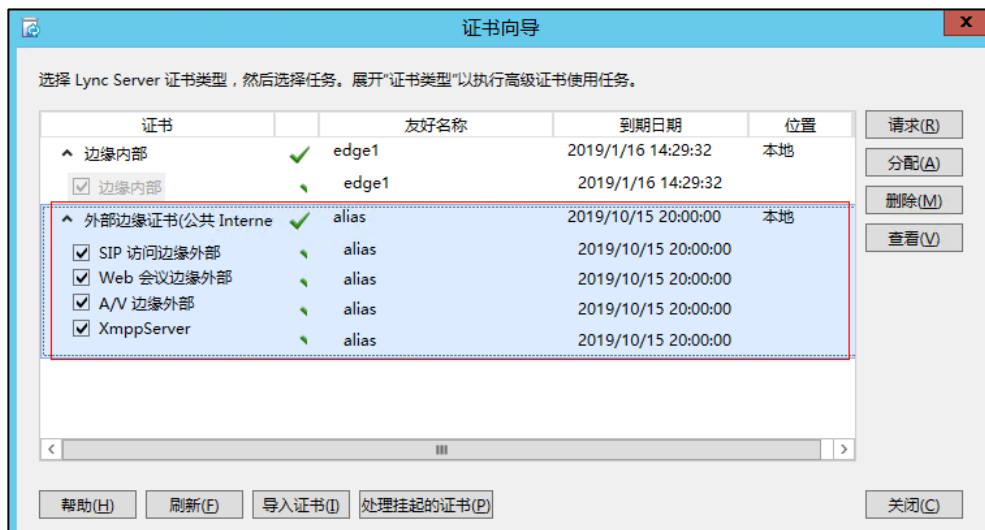 证书向导
x
选择 Lync Server 证书类型，然后选择任务。展开"证书类型"以执行高级证书使用任务。
证书 友好名称 到期日期 位置 请求(R)
边缘内部 edge1 2019/1/16 14:29:32 本地 分配(A)
边缘内部 edge1 2019/1/16 14:29:32 删除(M)
外部边缘证书(公共 Interne alias 2019/10/15 20:00:00 本地 查看(V)
SIP 访问边缘外部 alias 2019/10/15 20:00:00
Web 会议边缘外部 alias 2019/10/15 20:00:00
A/V 边缘外部 alias 2019/10/15 20:00:00
XmppServer alias 2019/10/15 20:00:00
帮助(H) 刷新(F) 导入证书(I) 处理挂起的证书(P) 关闭(C)